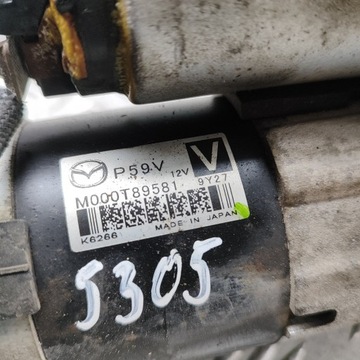 P59V 12V V
M000T89581 9Y27
K6266 MADE IN JAPAN
5305